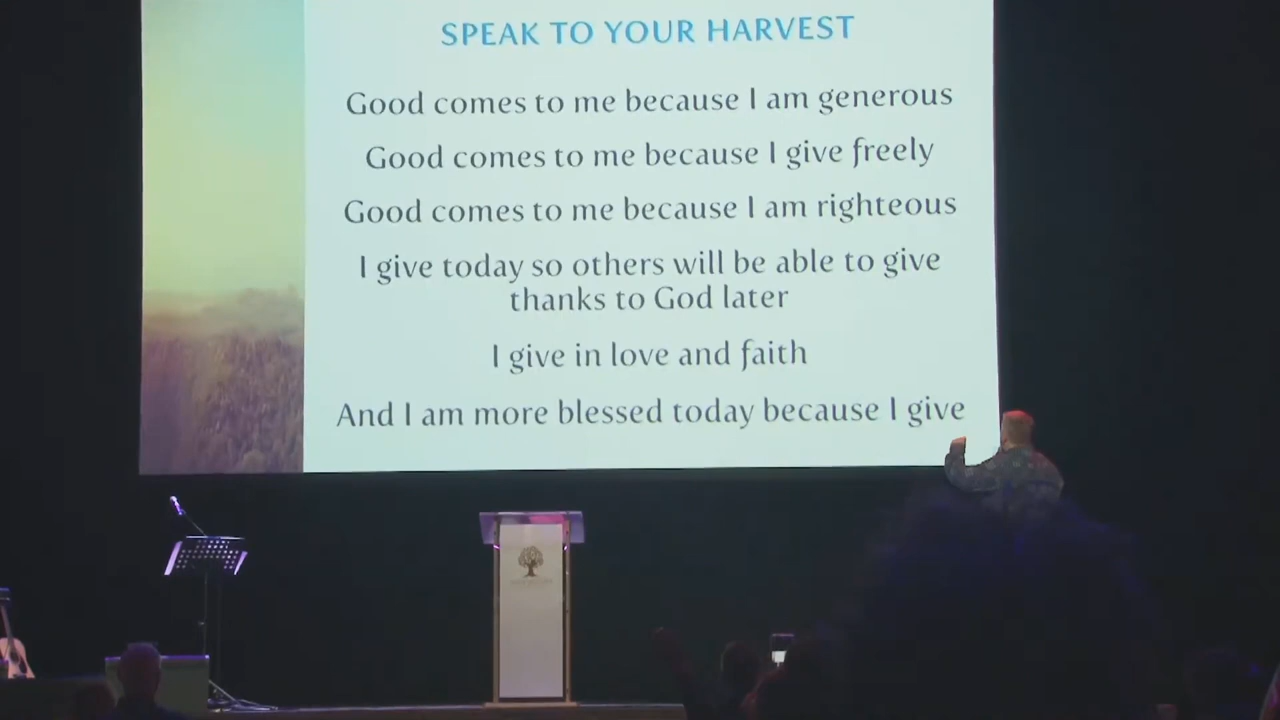 SPEAK TO YOUR HARVEST
Good comes to me because I am generous
Good comes to me because I give freely
Good comes to me because I am righteous
I give today so others will be able to give
thanks to God later
I give in love and faith
And I am more blessed today because I give